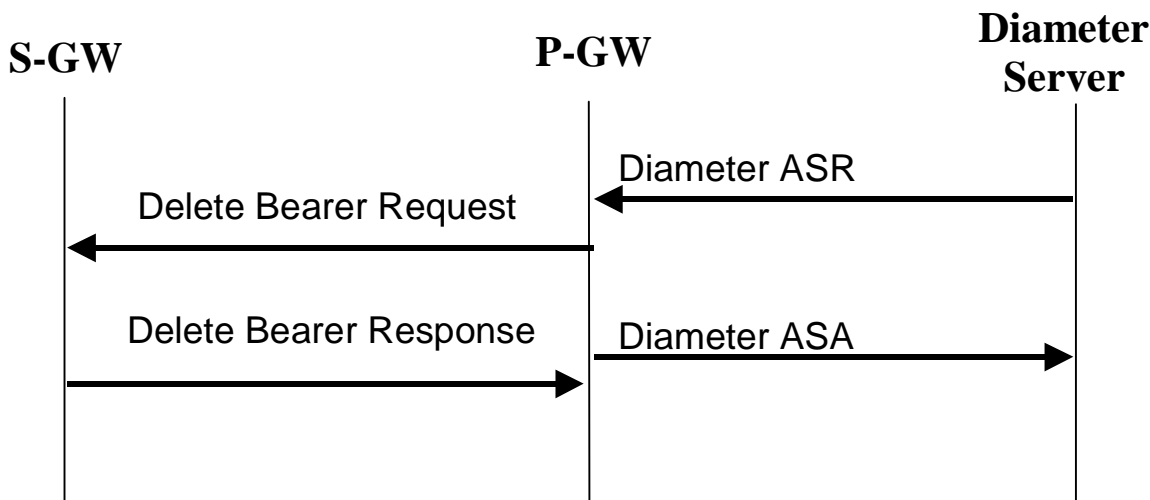 S-GW
P-GW
Diameter
Server
Diameter ASR
Delete Bearer Request
Delete Bearer Response
Diameter ASA